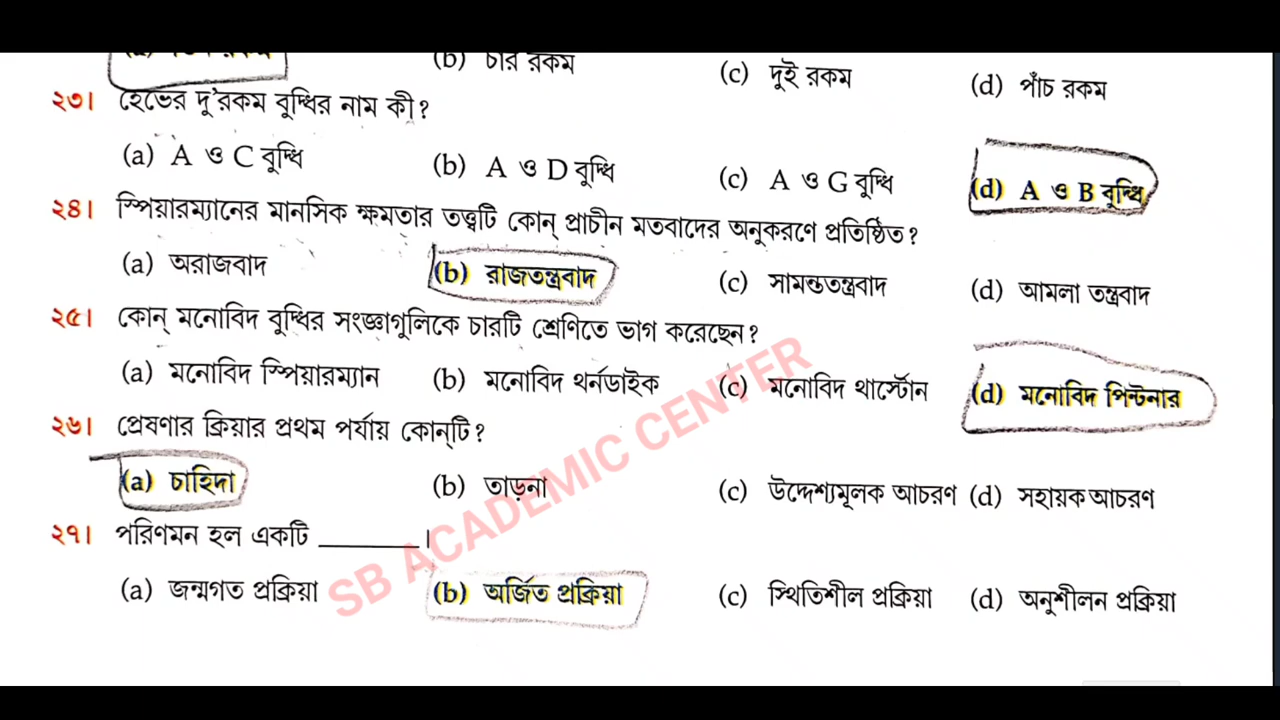 (b) চার রকম (c) দুই রকম (d) পাঁচ রকম
২৩। হেভের দু'রকম বুদ্ধির নাম কী?
(a) A ও C বুদ্ধি (b) A ও D বুদ্ধি (c) A ও G বুদ্ধি (d) A ও B বুদ্ধি
২৪। স্পিয়ারম্যানের মানসিক ক্ষমতার তত্ত্বটি কোন্ প্রাচীন মতবাদের অনুকরণে প্রতিষ্ঠিত?
(a) অরাজবাদ (b) রাজতন্ত্রবাদ (c) সামন্ততন্ত্রবাদ (d) আমলা তন্ত্রবাদ
২৫। কোন্ মনোবিদ বুদ্ধির সংজ্ঞাগুলিকে চারটি শ্রেণিতে ভাগ করেছেন?
(a) মনোবিদ স্পিয়ারম্যান (b) মনোবিদ থর্নডাইক (c) মনোবিদ থার্স্টোন (d) মনোবিদ পিন্টনার
২৬। প্রেষণার ক্রিয়ার প্রথম পর্যায় কোন্‌টি?
(a) চাহিদা (b) তাড়না (c) উদ্দেশ্যমূলক আচরণ (d) সহায়ক আচরণ
২৭। পরিণমন হল একটি ________।
(a) জন্মগত প্রক্রিয়া (b) অর্জিত প্রক্রিয়া (c) স্থিতিশীল প্রক্রিয়া (d) অনুশীলন প্রক্রিয়া
SB ACADEMIC CENTER